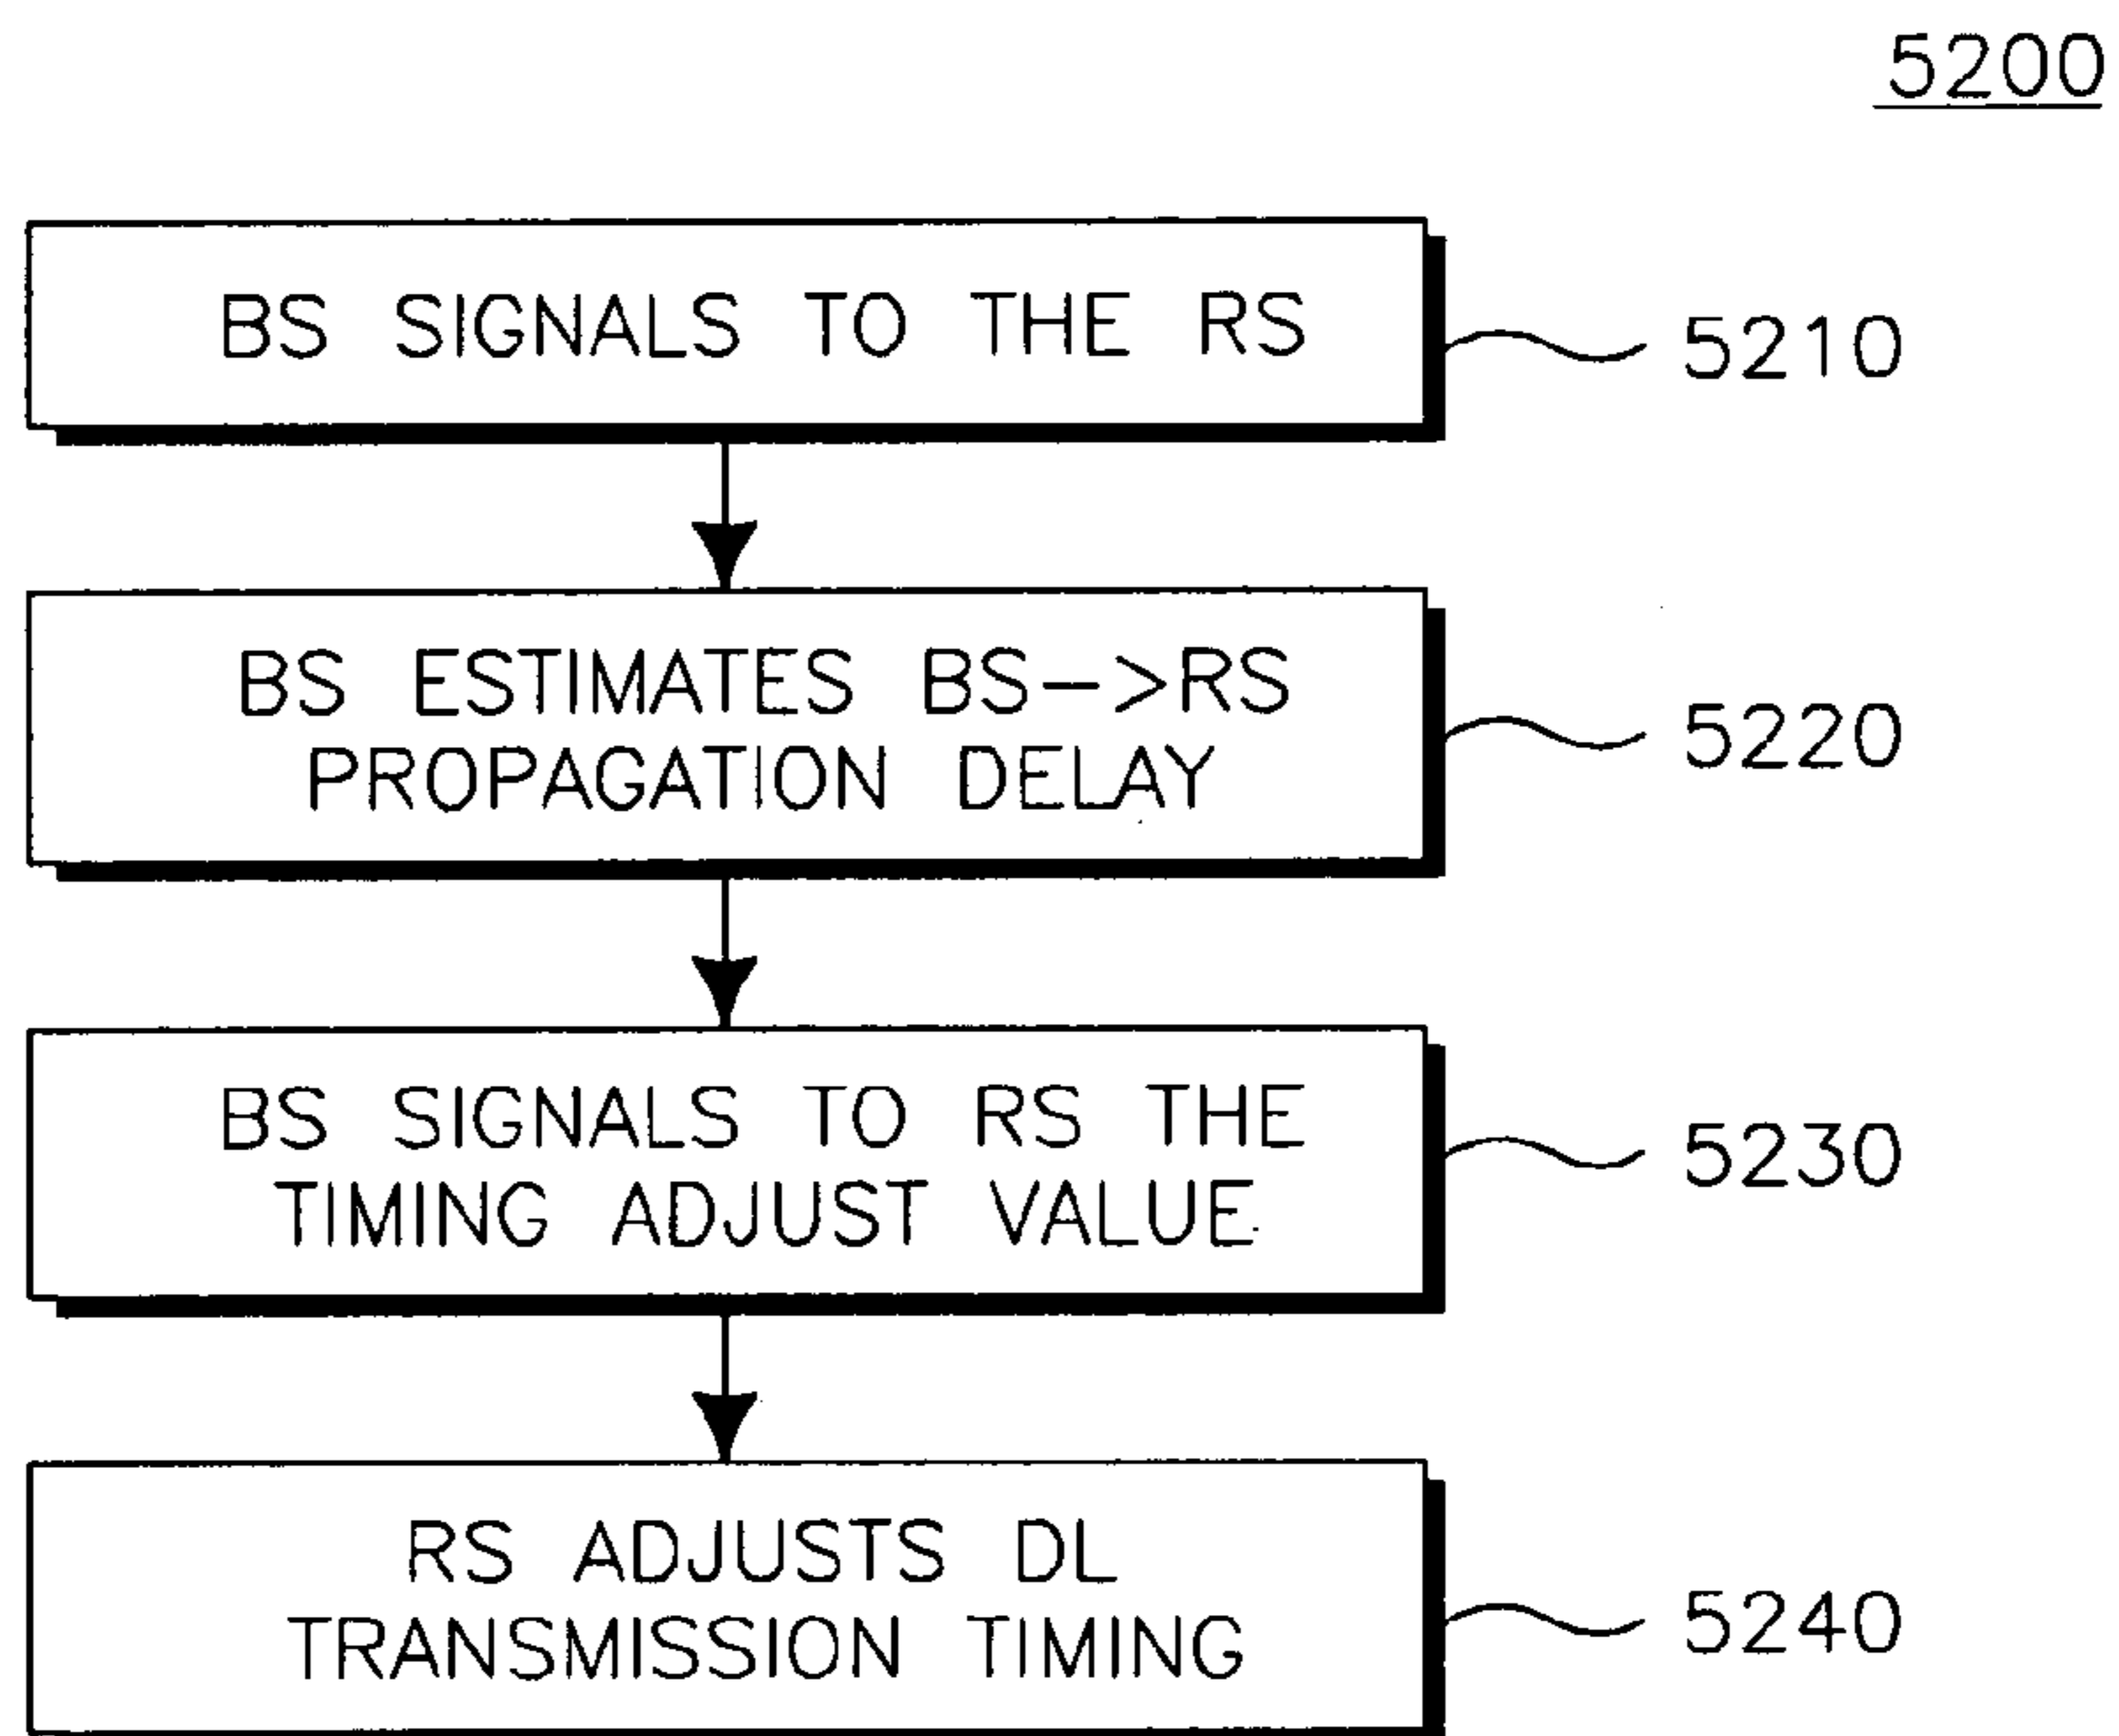 5200
BS SIGNALS TO THE RS
5210
BS ESTIMATES BS->RS
PROPAGATION DELAY
5220
BS SIGNALS TO RS THE
TIMING ADJUST VALUE
5230
RS ADJUSTS DL
TRANSMISSION TIMING
5240